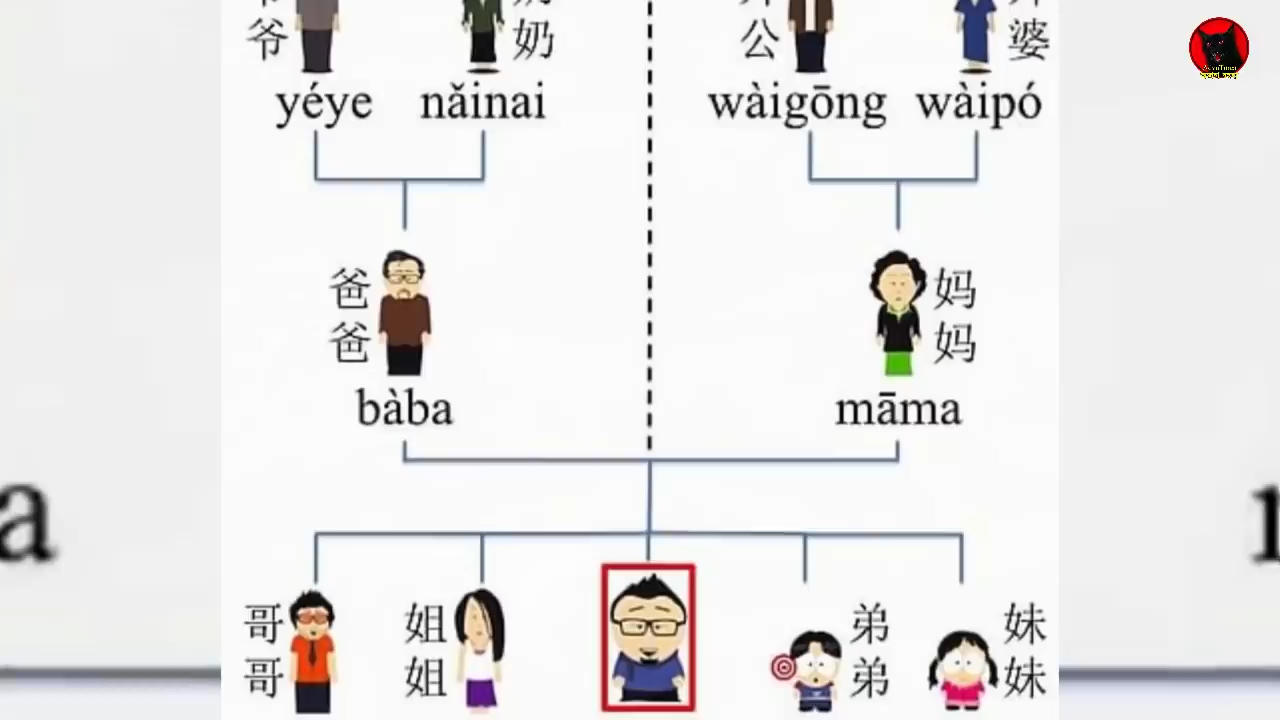 爷 奶 公 婆
yéye nǎinai wàigōng wàipó
爸 妈
爸 妈
bàba māma
哥 姐 弟 妹
哥 姐 弟 妹